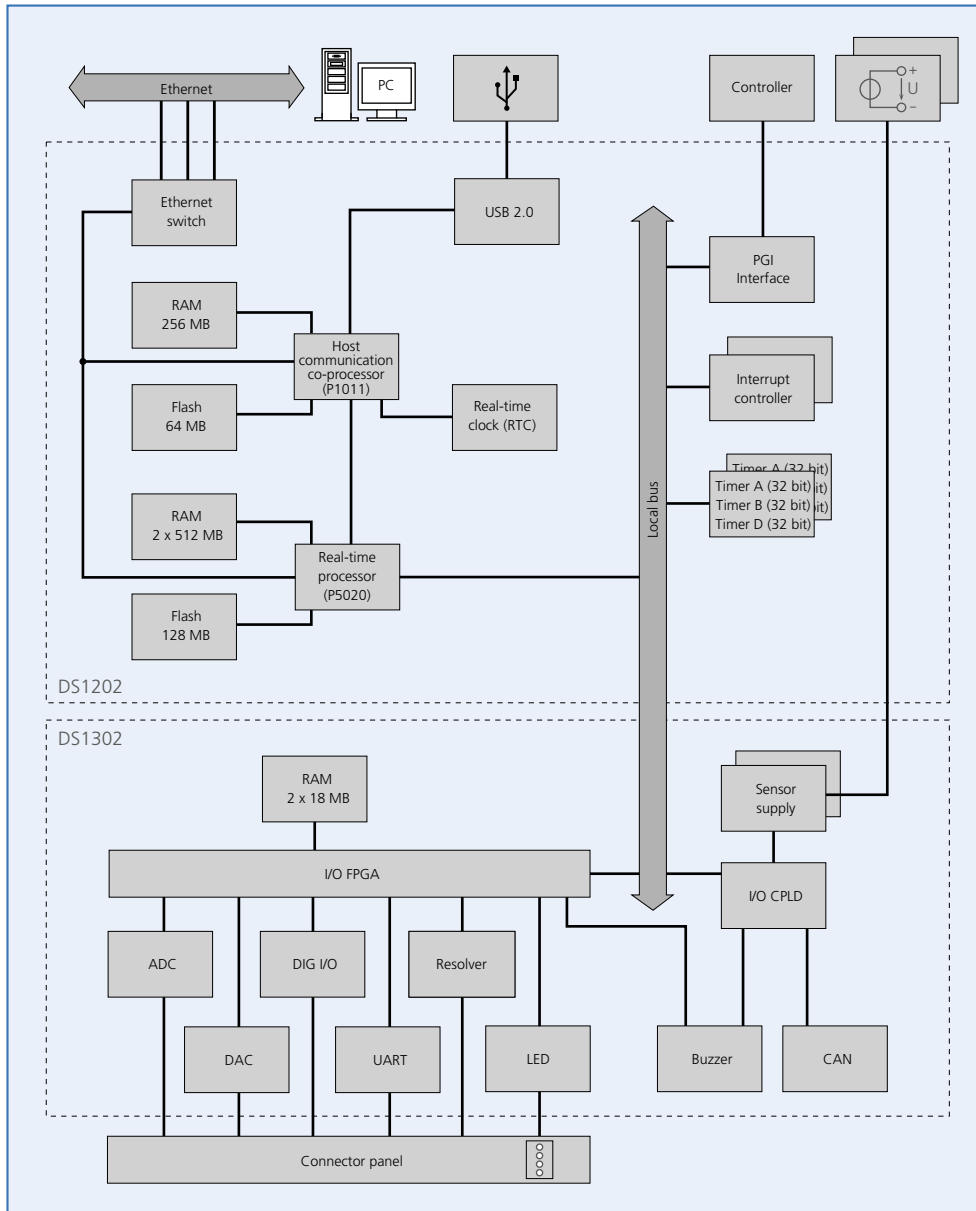 Ethernet
PC
Controller
+
U
−
Ethernet
switch
USB 2.0
PGI
Interface
RAM
256 MB
Host
communication
co-processor
(P1011)
Interrupt
controller
Flash
64 MB
Real-time
clock (RTC)
Timer A (32 bit)
bit)
bit)
Timer A (32 bit)
Timer B (32 bit)
Timer D (32 bit)
Local bus
RAM
2 x 512 MB
Real-time
processor
(P5020)
Flash
128 MB
DS1202
DS1302
RAM
2 x 18 MB
Sensor
supply
I/O FPGA
I/O CPLD
ADC
DIG I/O
Resolver
DAC
UART
LED
Buzzer
CAN
Connector panel